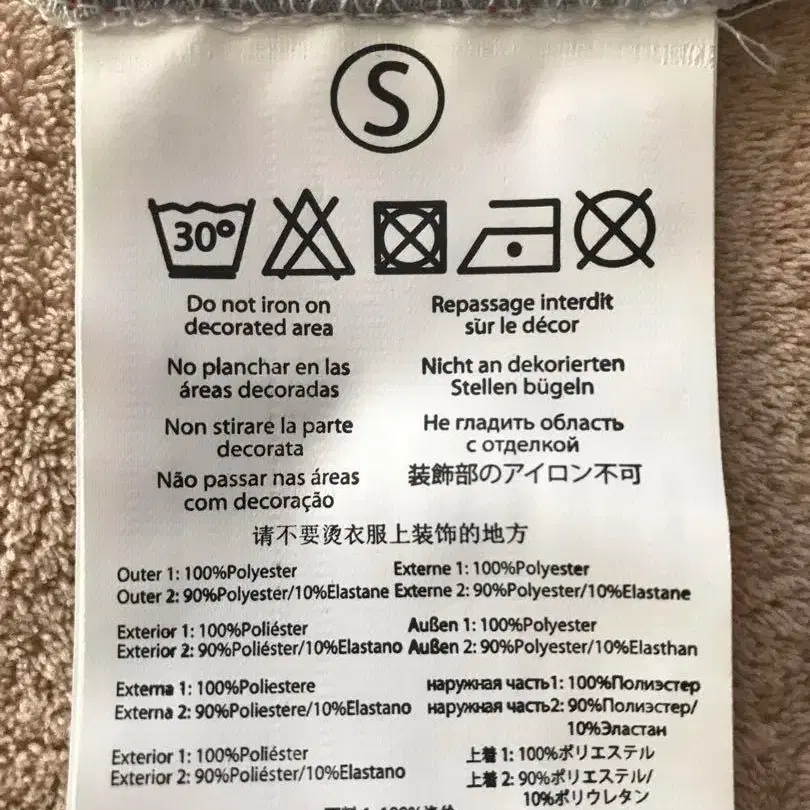 S
30°
Do not iron on
decorated area
Repassage interdit
sur le décor
No planchar en las
áreas decoradas
Nicht an dekorierten
Stellen bügeln
Non stirare la parte
decorata
Не гладить область
с отделкой
Não passar nas áreas
com decoração
装飾部のアイロン不可
请不要烫衣服上装饰的地方
Outer 1: 100%Polyester
Outer 2: 90%Polyester/10%Elastane
Externe 1: 100%Polyester
Externe 2: 90%Polyester/10%Elastane
Exterior 1: 100%Poliéster
Exterior 2: 90%Poliéster/10%Elastano
Außen 1: 100%Polyester
Außen 2: 90%Polyester/10%Elasthan
Externa 1: 100%Poliestere
Externa 2: 90%Poliestere/10%Elastano
наружная часть1: 100%Полиэстер
наружная часть2: 90%Полиэстер/
10%Эластан
Exterior 1: 100%Poliéster
Exterior 2: 90%Poliéster/10%Elastano
上着 1: 100%ポリエステル
上着 2: 90%ポリエステル/
10%ポリウレタン